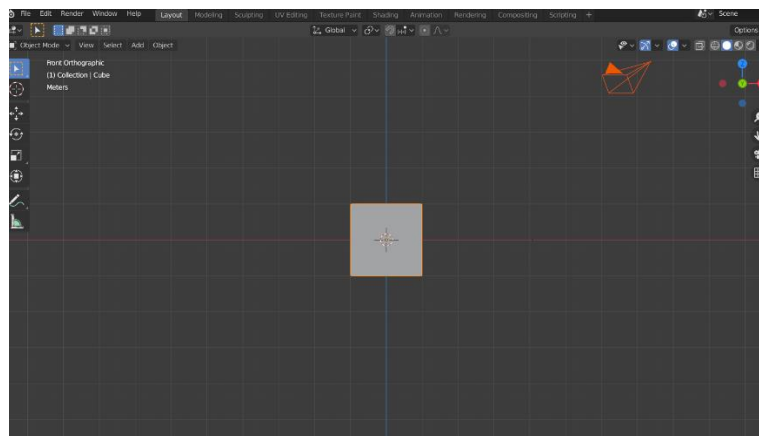 File Edit Render Window Help Layout Modeling Sculpting UV Editing Texture Paint Shading Animation Rendering Compositing Scripting + Scene
Global Options
Object Mode View Select Add Object
Front Orthographic
(1) Collection | Cube
Meters
Z
Y